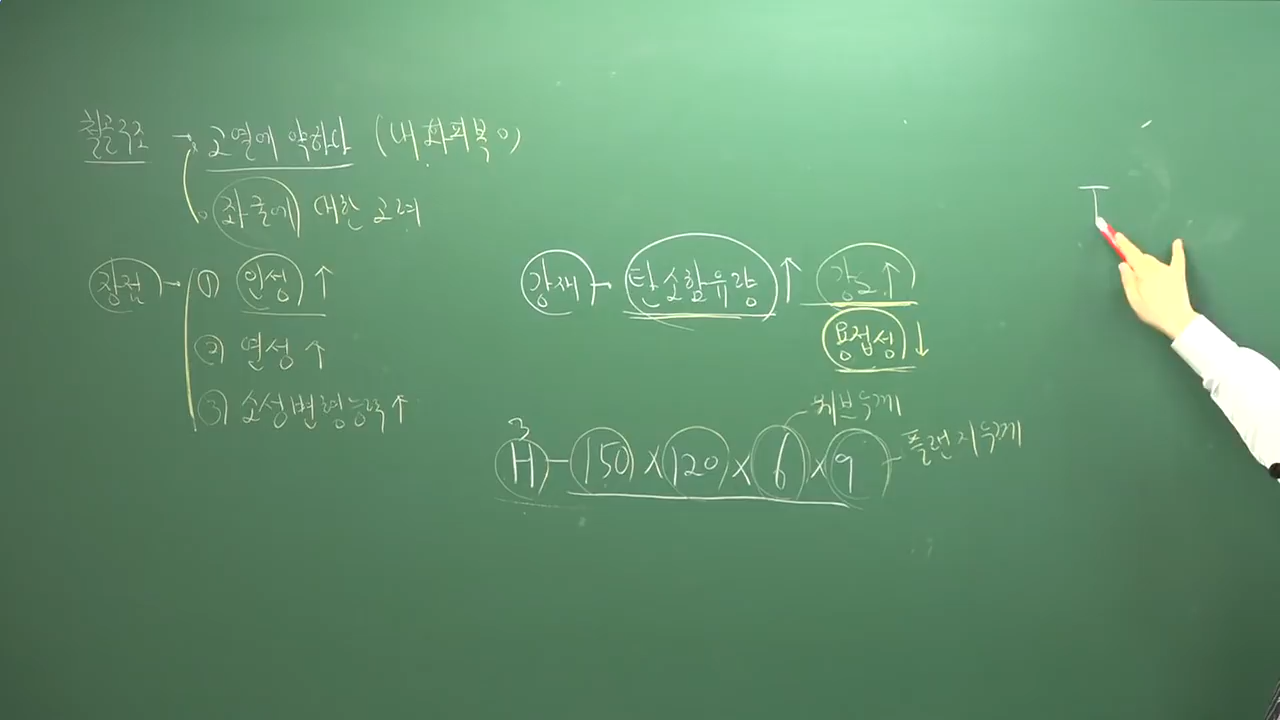 철골구조 → 고열에 약하다 (내화피복 O)
좌굴에 대한 고려
장점 → ① 인성 ↑
② 연성 ↑
③ 소성변형능력 ↑
강재 → 탄소함유량 ↑ 강도 ↑
용접성 ↓
웨브두께
3
H - 150 × 120 × 6 × 9 - 플랜지두께